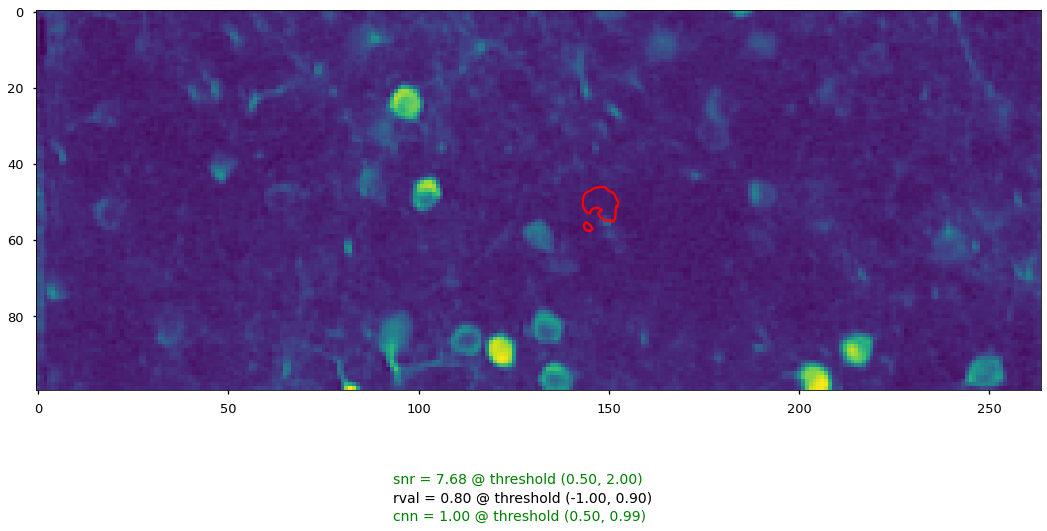 0
20
40
60
80
0 50 100 150 200 250
snr = 7.68 @ threshold (0.50, 2.00)
rval = 0.80 @ threshold (-1.00, 0.90)
cnn = 1.00 @ threshold (0.50, 0.99)